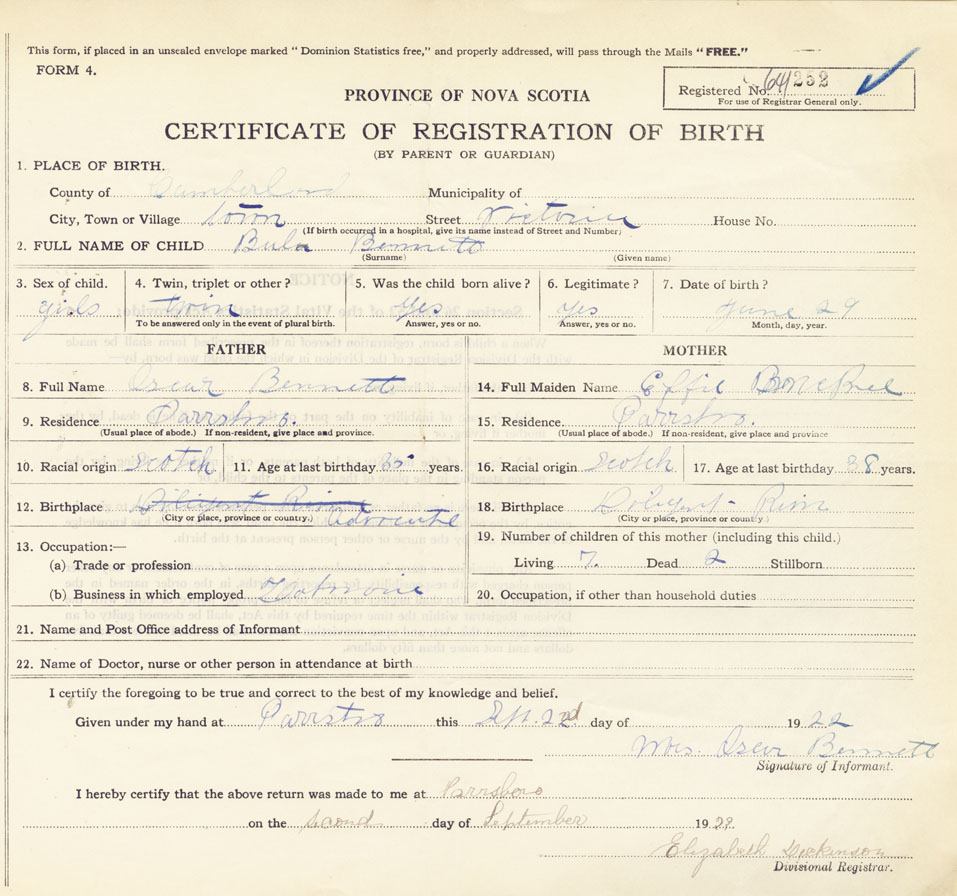 This form, if placed in an unsealed envelope marked "Dominion Statistics free," and properly addressed, will pass through the Mails "FREE."
FORM 4.
Registered No. 64252
For use of Registrar General only.
PROVINCE OF NOVA SCOTIA
CERTIFICATE OF REGISTRATION OF BIRTH
(BY PARENT OR GUARDIAN)
1. PLACE OF BIRTH.
County of Cumberland Municipality of
City, Town or Village town Street Victoria House No.
(If birth occurred in a hospital, give its name instead of Street and Number)
2. FULL NAME OF CHILD Bula Bennett
(Surname) (Given name)
3. Sex of child. 4. Twin, triplet or other? 5. Was the child born alive? 6. Legitimate? 7. Date of birth?
girls twin Yes Yes June 29
To be answered only in the event of plural birth. Answer, yes or no. Answer, yes or no. Month, day, year.
FATHER MOTHER
8. Full Name Oscar Bennett 14. Full Maiden Name Effie
9. Residence Parrsbro. 15. Residence. Parrsbro.
(Usual place of abode.) If non-resident, give place and province. (Usual place of abode.) If non-resident, give place and province
10. Racial origin Scotch 11. Age at last birthday 35 years. 16. Racial origin Scotch 17. Age at last birthday 38 years.
12. Birthplace Diligent River 18. Birthplace Diligent River
(City or place, province or country.) Advocate (City or place, province or country)
13. Occupation:— 19. Number of children of this mother (including this child.)
(a) Trade or profession Living 7. Dead 2 Stillborn
(b) Business in which employed 20. Occupation, if other than household duties
21. Name and Post Office address of Informant
22. Name of Doctor, nurse or other person in attendance at birth
I certify the foregoing to be true and correct to the best of my knowledge and belief.
Given under my hand at Parrsbro this Sept. 22d day of 1922
Mrs. Oscar Bennett
Signature of Informant.
I hereby certify that the above return was made to me at Parrsboro
on the second day of September 1922
Elizabeth Dickinson
Divisional Registrar.